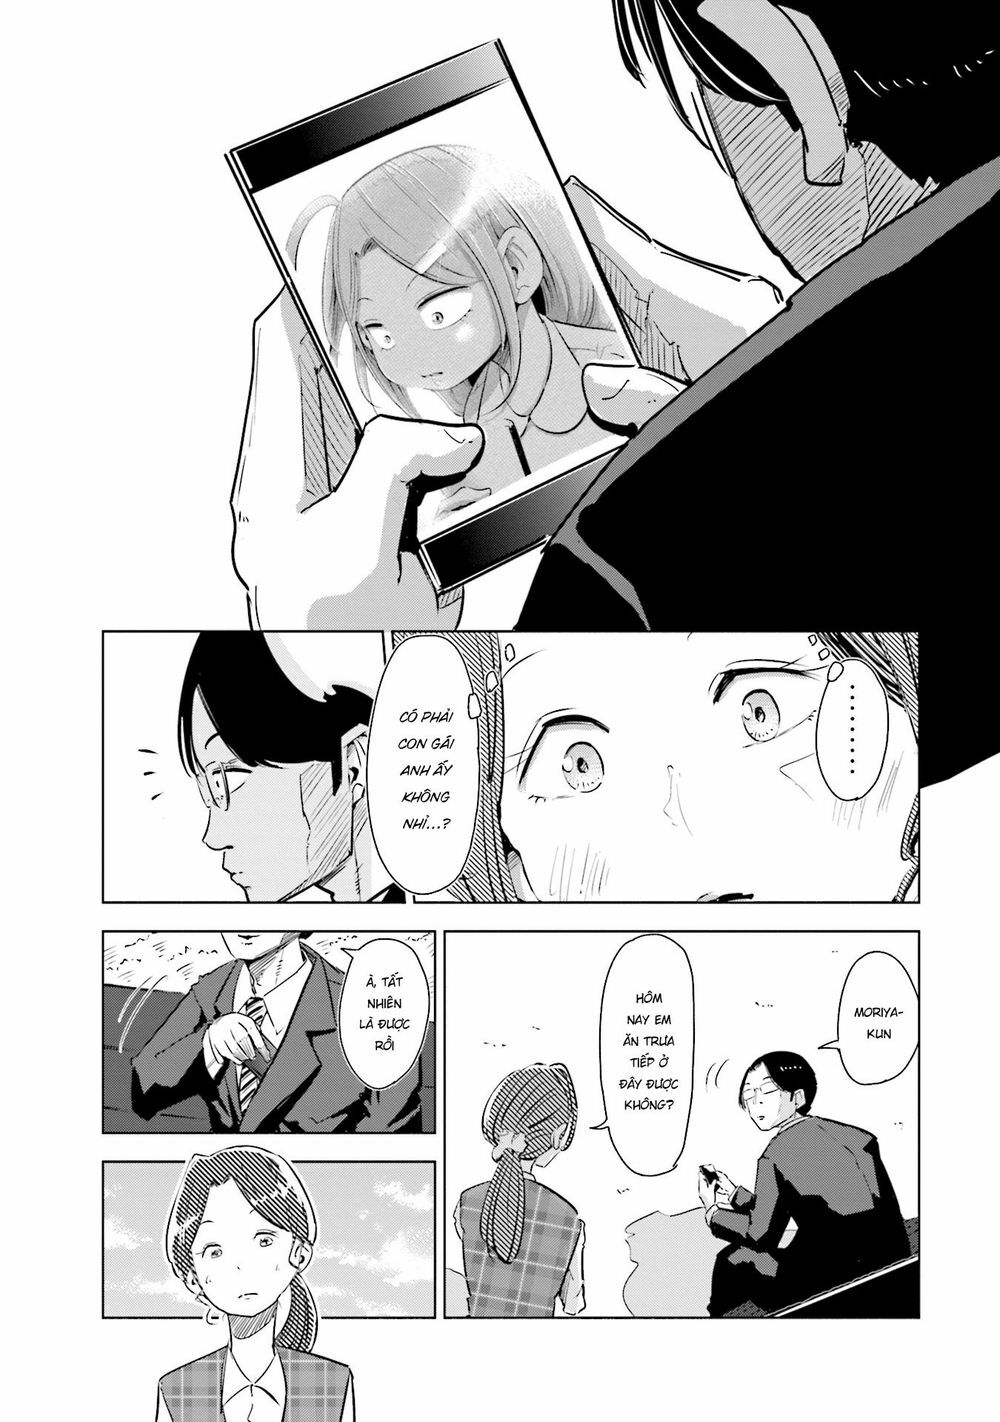 .........
CÓ PHẢI
CON GÁI
ANH ẤY
KHÔNG
NHỈ...?
MORIYA-
KUN
HÔM
NAY EM
ĂN TRƯA
TIẾP Ở
ĐÂY ĐƯỢC
KHÔNG?
À, TẤT
NHIÊN
LÀ ĐƯỢC
RỒI